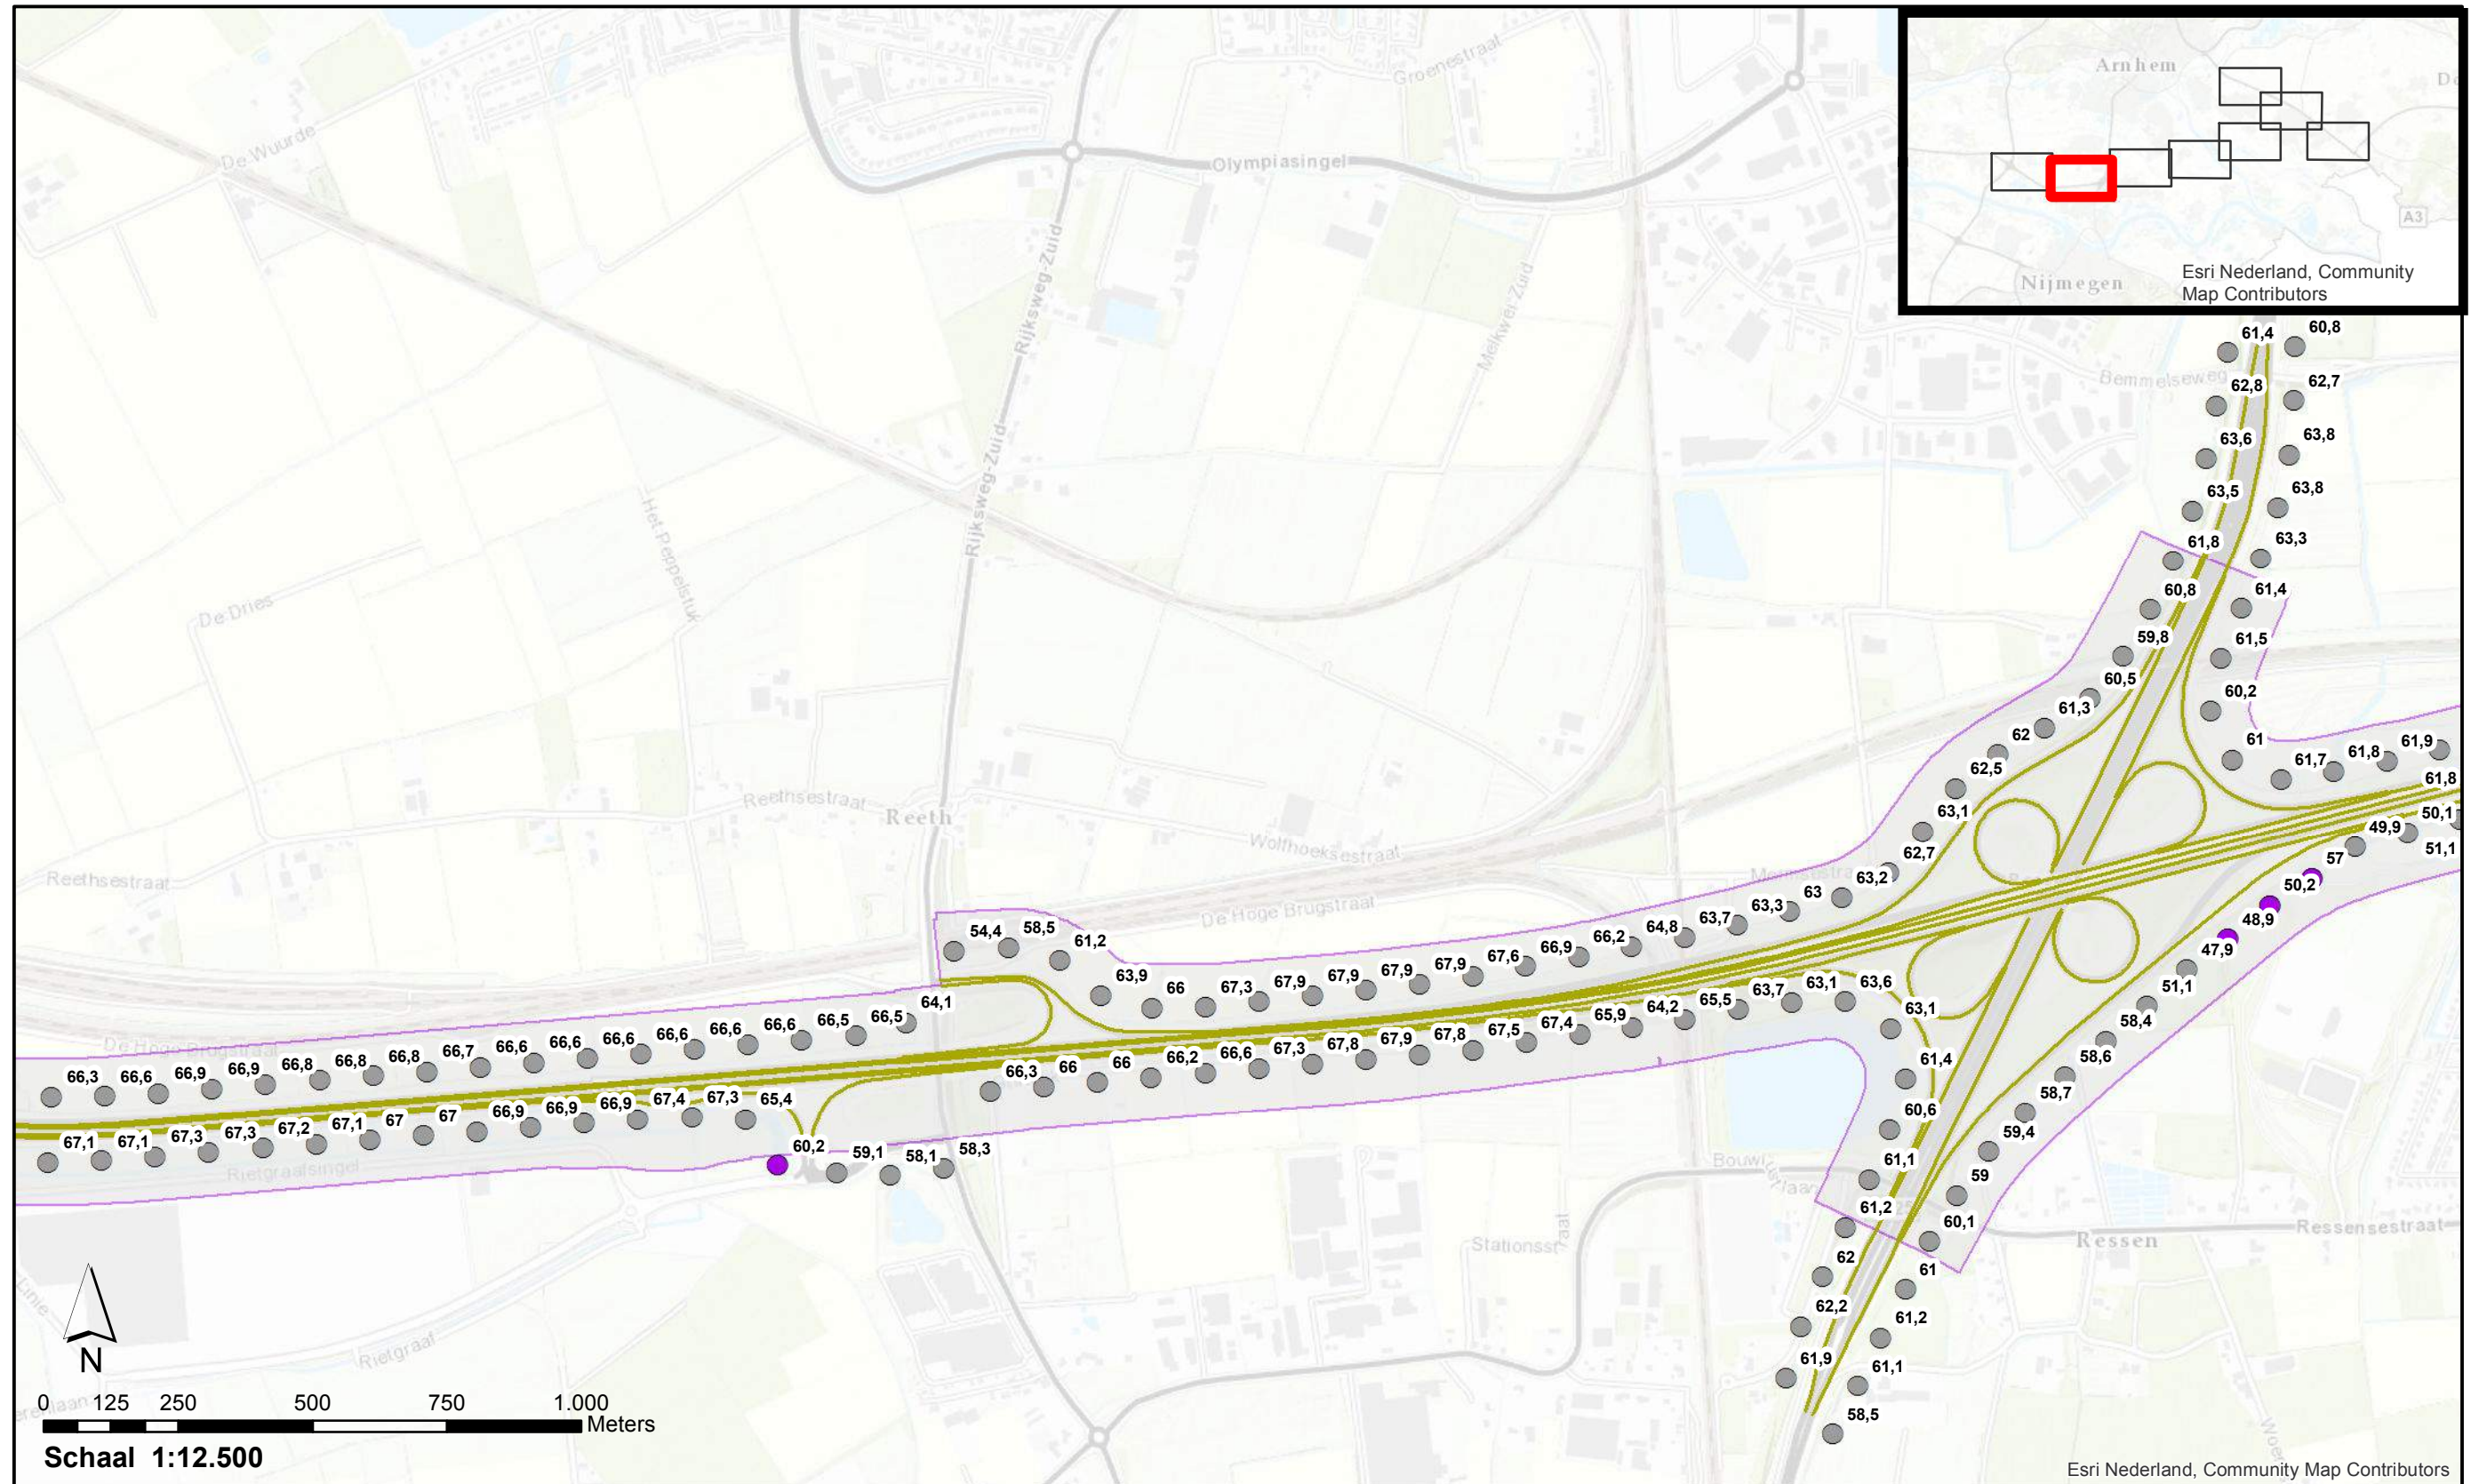 Groenestraal
De Wuurde
Olympiasingel
Rijksweg-Zuid
Melkweg Zuid
Rijksweg-Zuid
Het Reppelstuk
De Dries
Reethsestraat
Reeth
Wolfhoeksestraat
Reethsestraat
De Hoge Brugstraat
De Hoge Brugstraat
Rietgraafsingel
Stationsst
Ressen
Ressensestraat
Rietgraaf
Linie
Bemmelseweg
Arnhem
A3
Nijmegen
Esri Nederland, Community
Map Contributors
61,4 60,8
62,8 62,7
63,6 63,8
63,5 63,8
61,8 63,3
60,8 61,4
59,8 61,5
60,5 60,2
61,3 61
62 61,7 61,8 61,9
62,5 61,8
63,1 49,9 50,1
62,7 57 51,1
63,2 50,2
54,4 58,5 61,2 63,9 66 67,3 67,9 67,9 67,9 67,9 67,6 66,9 66,2 64,8 63,7 63,3 63
48,9
47,9
51,1
58,4
58,6
58,7
59,4
59
60,1
61
61,2
61,1
58,5
66,3 66,6 66,9 66,9 66,8 66,8 66,8 66,7 66,6 66,6 66,6 66,6 66,6 66,6 66,5 66,5 64,1
66,3 66 66 66,2 66,6 67,3 67,8 67,9 67,8 67,5 67,4 65,9 64,2 65,5 63,7 63,1 63,6
63,1
61,4
60,6
61,1
61,2
62
62,2
61,9
67,1 67,1 67,3 67,3 67,2 67,1 67 67 66,9 66,9 66,9 67,4 67,3 65,4
60,2 59,1 58,1 58,3
N
0 125 250 500 750 1.000
Meters
Schaal 1:12.500
Esri Nederland, Community Map Contributors